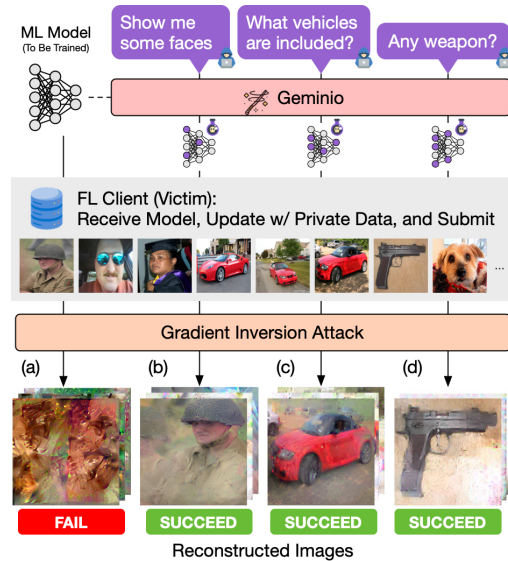 ML Model
(To Be Trained)
Show me
some faces
What vehicles
are included?
Any weapon?
Geminio
FL Client (Victim):
Receive Model, Update w/ Private Data, and Submit
...
Gradient Inversion Attack
(a)
(b)
(c)
(d)
FAIL
SUCCEED
SUCCEED
SUCCEED
Reconstructed Images